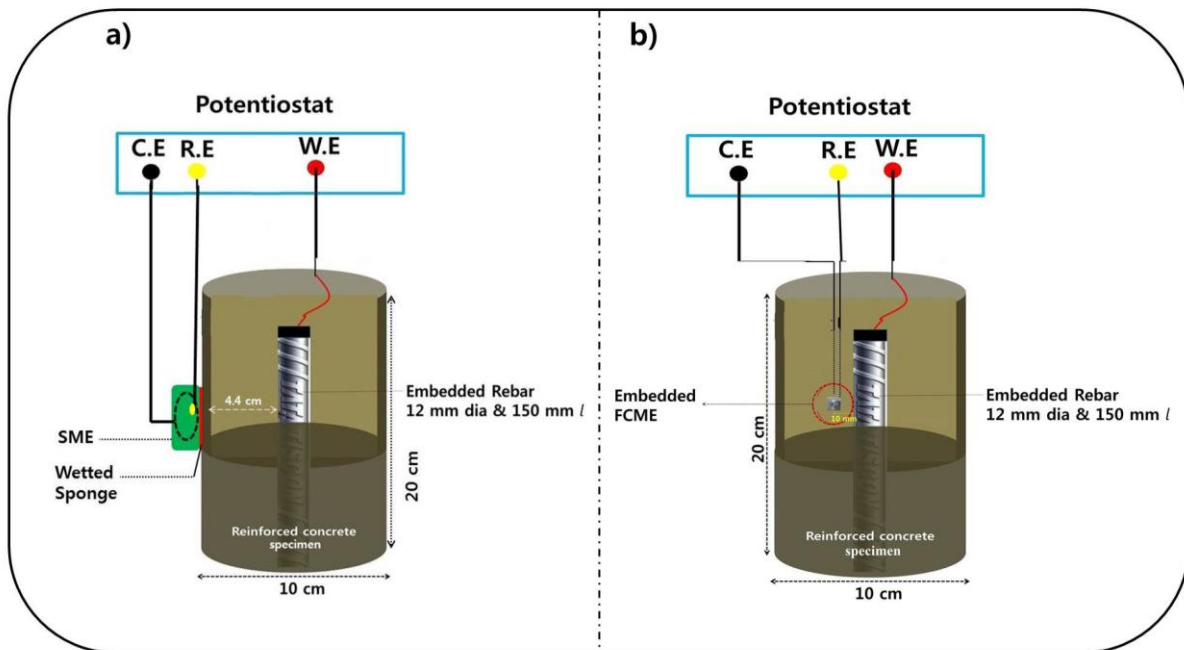 a)
Potentiostat
C.E R.E W.E
4.4 cm
Embedded Rebar
12 mm dia & 150 mm l
SME
Wetted
Sponge
20 cm
Reinforced concrete
specimen
10 cm
b)
Potentiostat
C.E R.E W.E
Embedded
FCME
10 mm
Embedded Rebar
12 mm dia & 150 mm l
20 cm
Reinforced concrete
specimen
10 cm